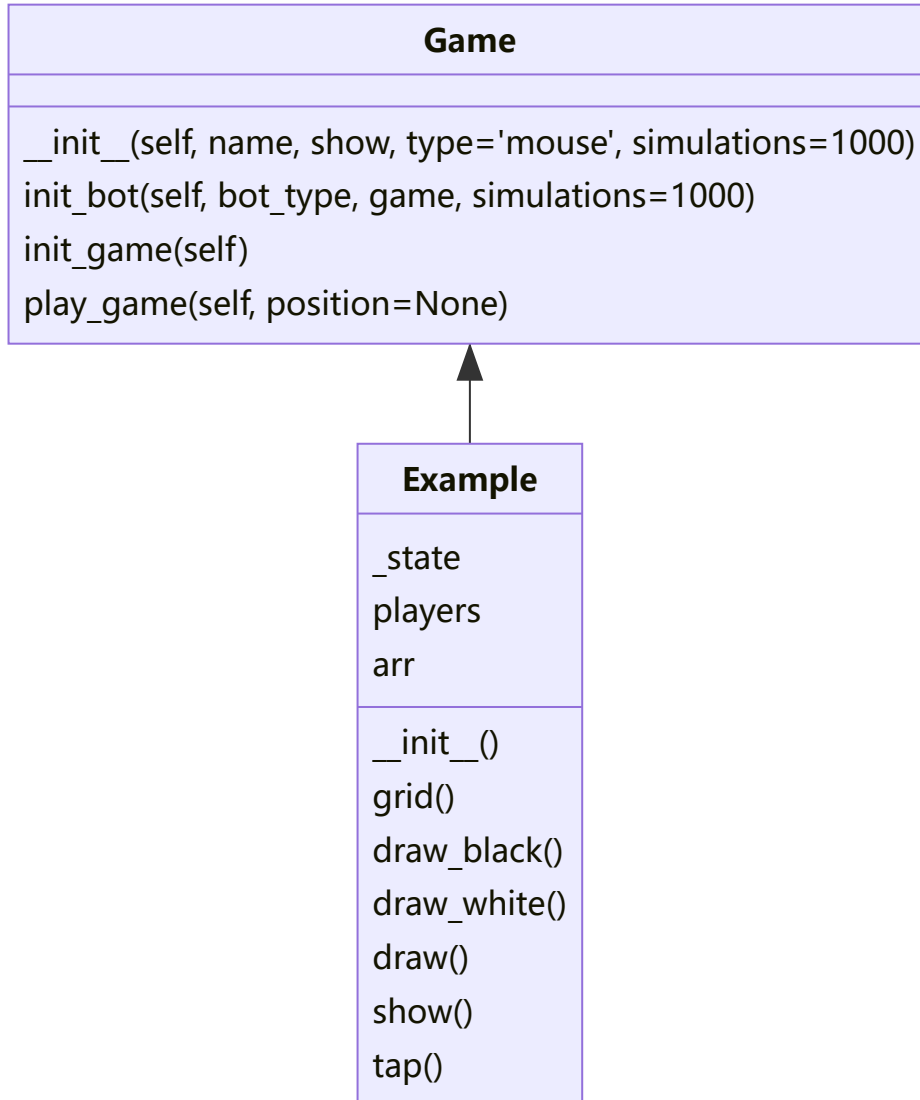 Game
__init__(self, name, show, type='mouse', simulations=1000)
init_bot(self, bot_type, game, simulations=1000)
init_game(self)
play_game(self, position=None)
Example
_state
players
arr
__init__()
grid()
draw_black()
draw_white()
draw()
show()
tap()